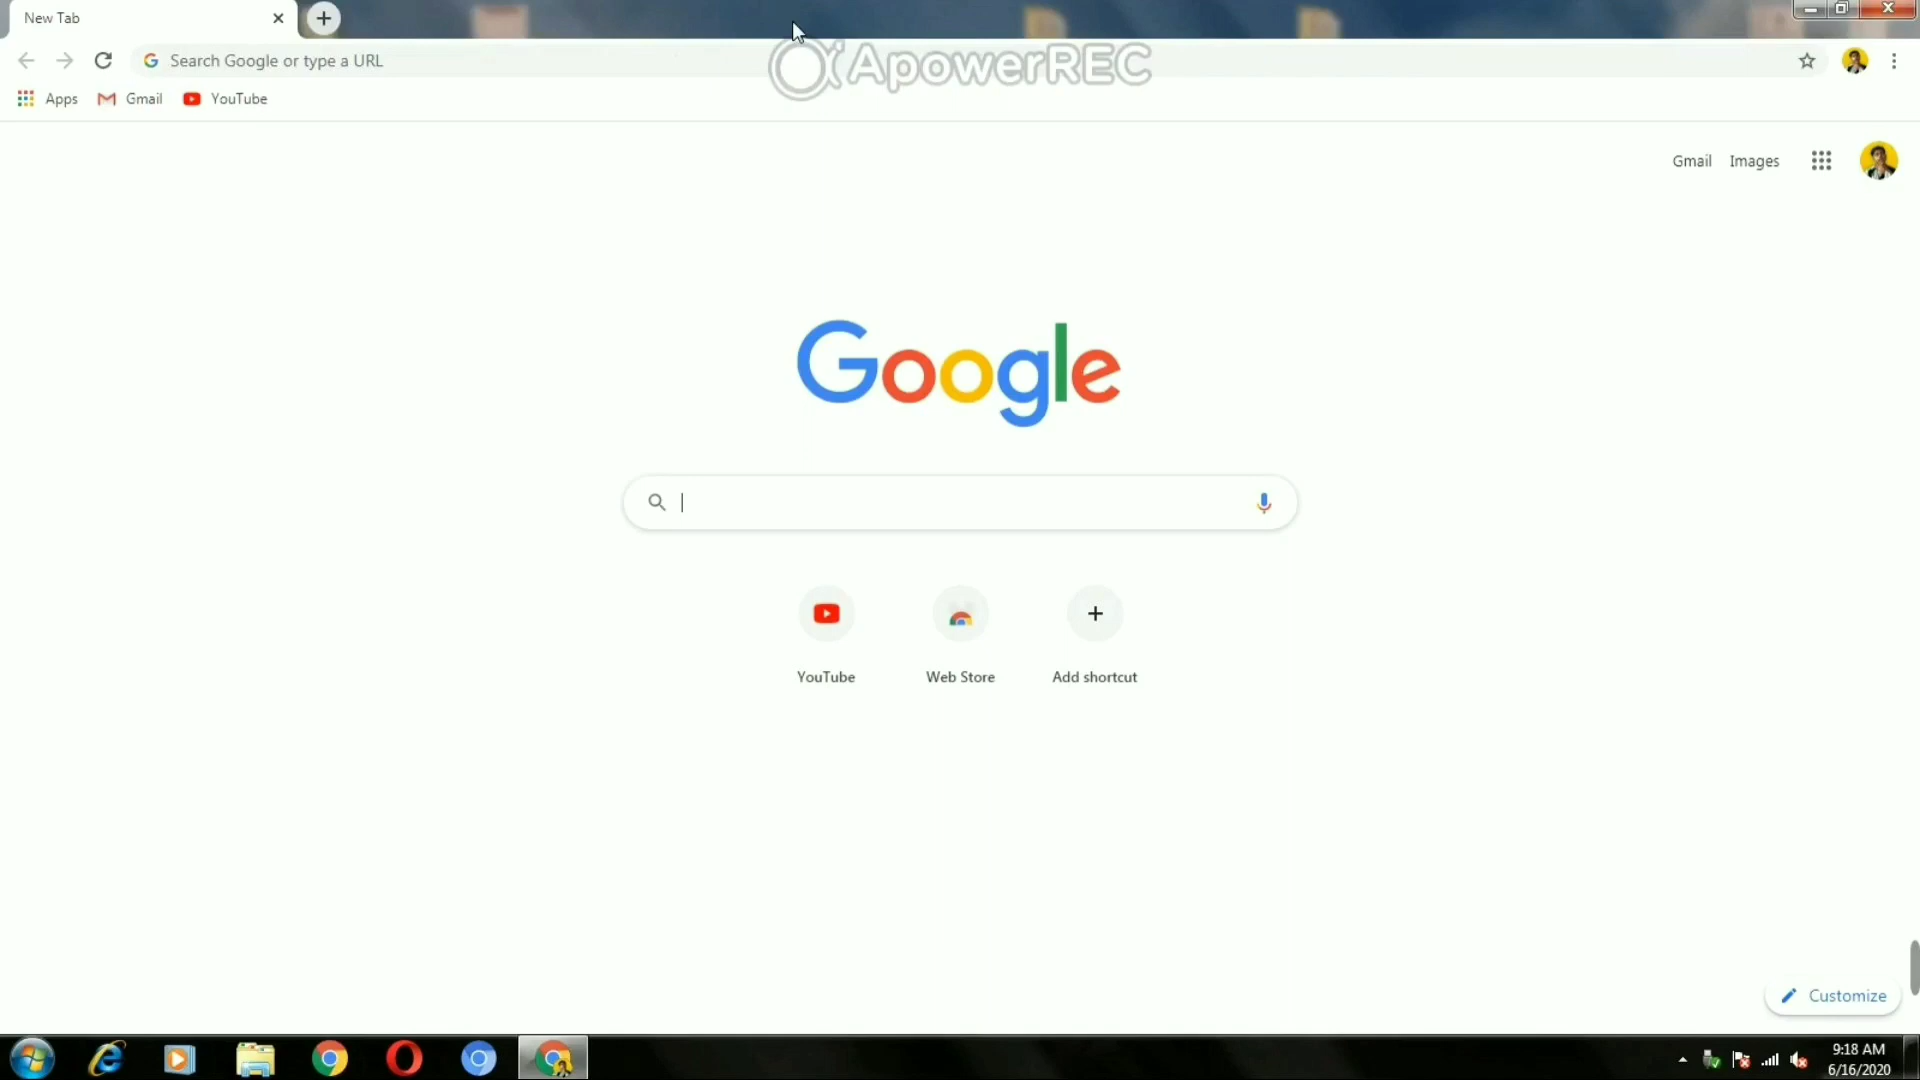 New Tab
Search Google or type a URL
ApowerREC
Apps Gmail YouTube
Gmail Images
Google
YouTube Web Store Add shortcut
Customize
9:18 AM
6/16/2020